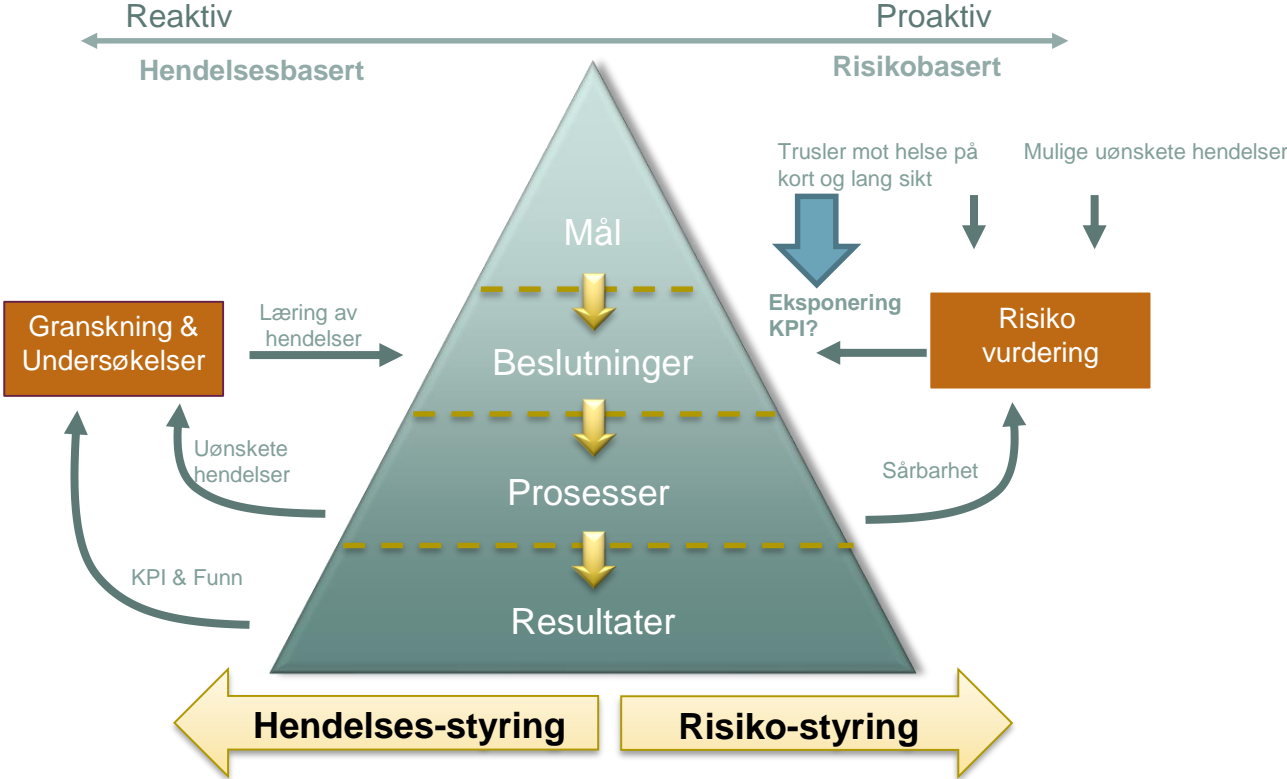 Reaktiv
Proaktiv
Hendelsesbasert
Risikobasert
Trusler mot helse på
kort og lang sikt
Mulige uønskete hendelser
Mål
Eksponering
KPI?
Granskning &
Undersøkelser
Læring av
hendelser
Risiko
vurdering
Beslutninger
Uønskete
hendelser
Sårbarhet
Prosesser
KPI & Funn
Resultater
Hendelses-styring
Risiko-styring